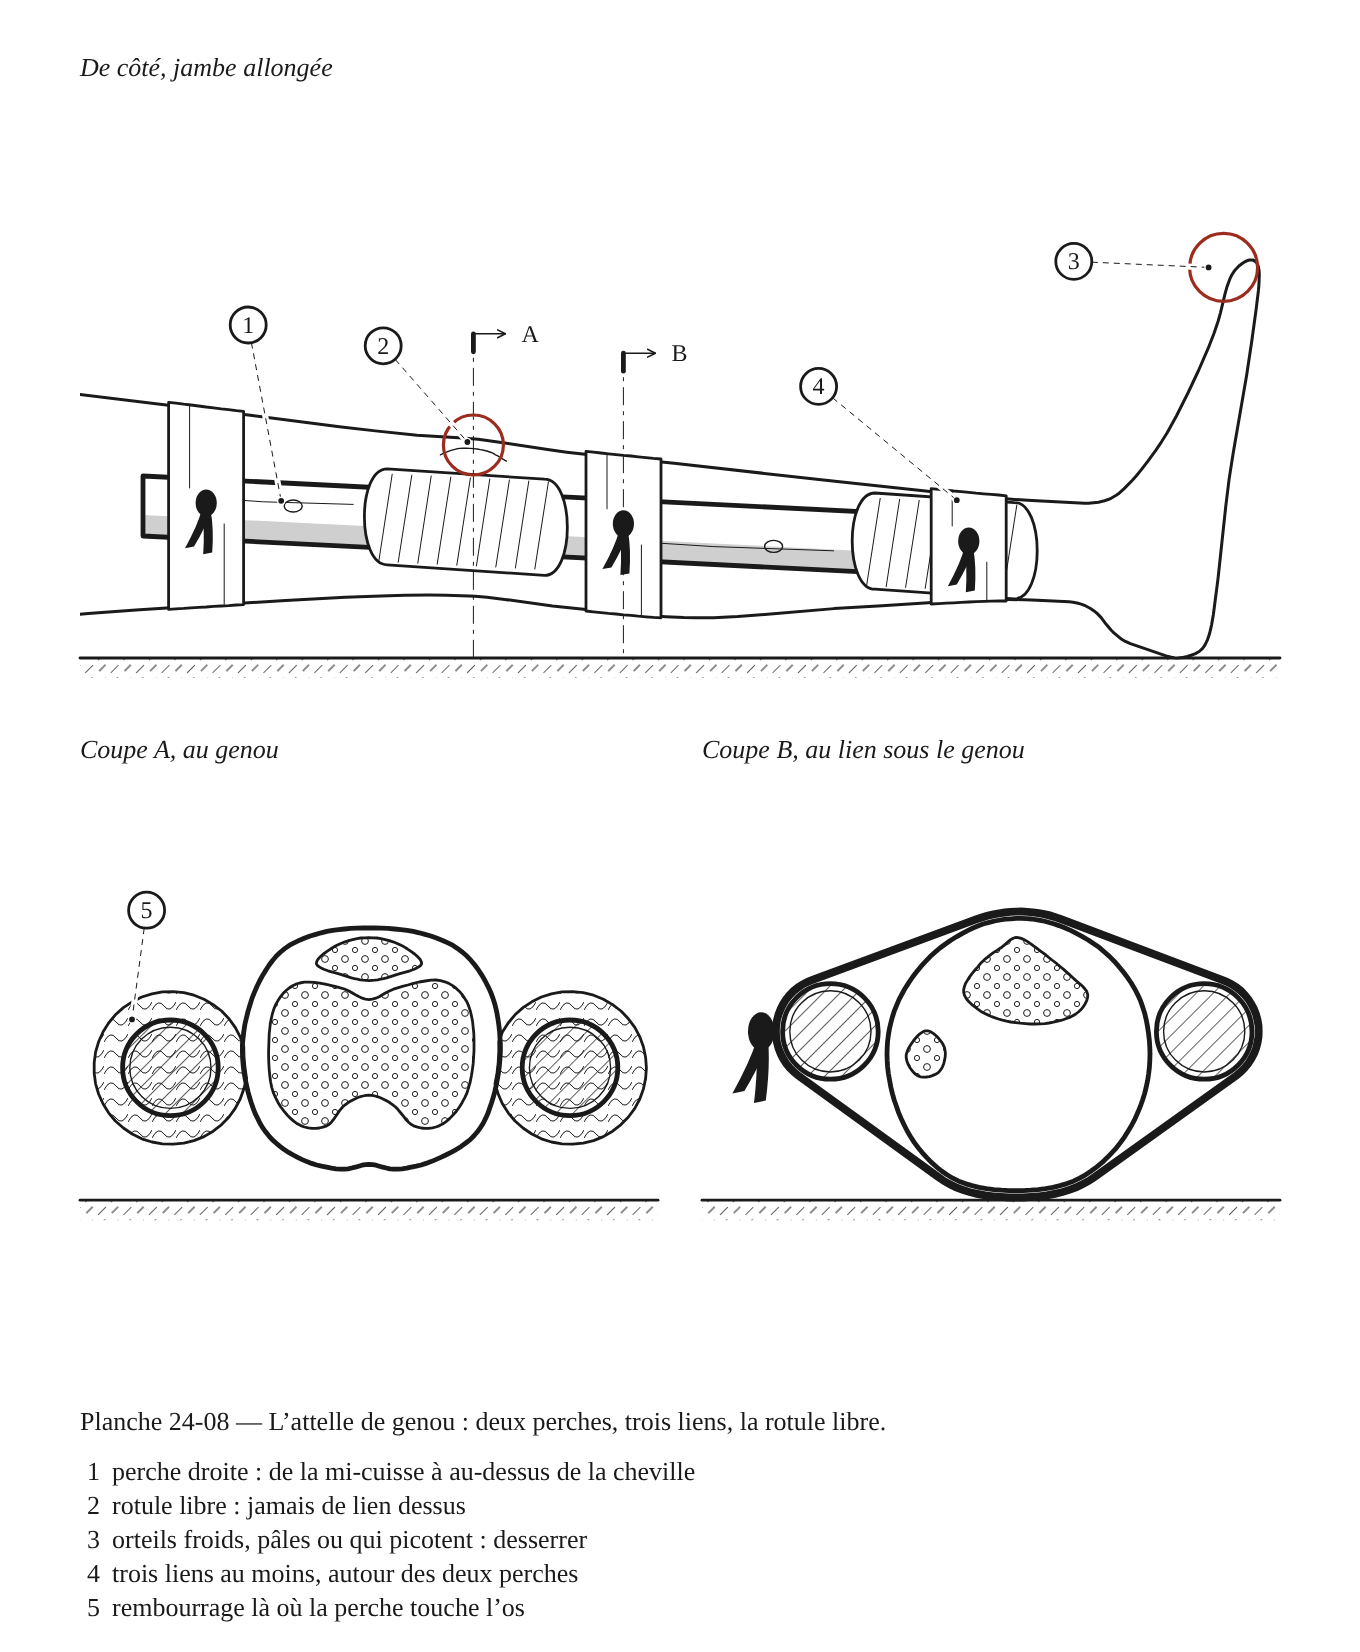 De côté, jambe allongée
3
1
2
A
B
4
Coupe A, au genou
Coupe B, au lien sous le genou
5
Planche 24-08 — L’attelle de genou : deux perches, trois liens, la rotule libre.
1 perche droite : de la mi-cuisse à au-dessus de la cheville
2 rotule libre : jamais de lien dessus
3 orteils froids, pâles ou qui picotent : desserrer
4 trois liens au moins, autour des deux perches
5 rembourrage là où la perche touche l’os